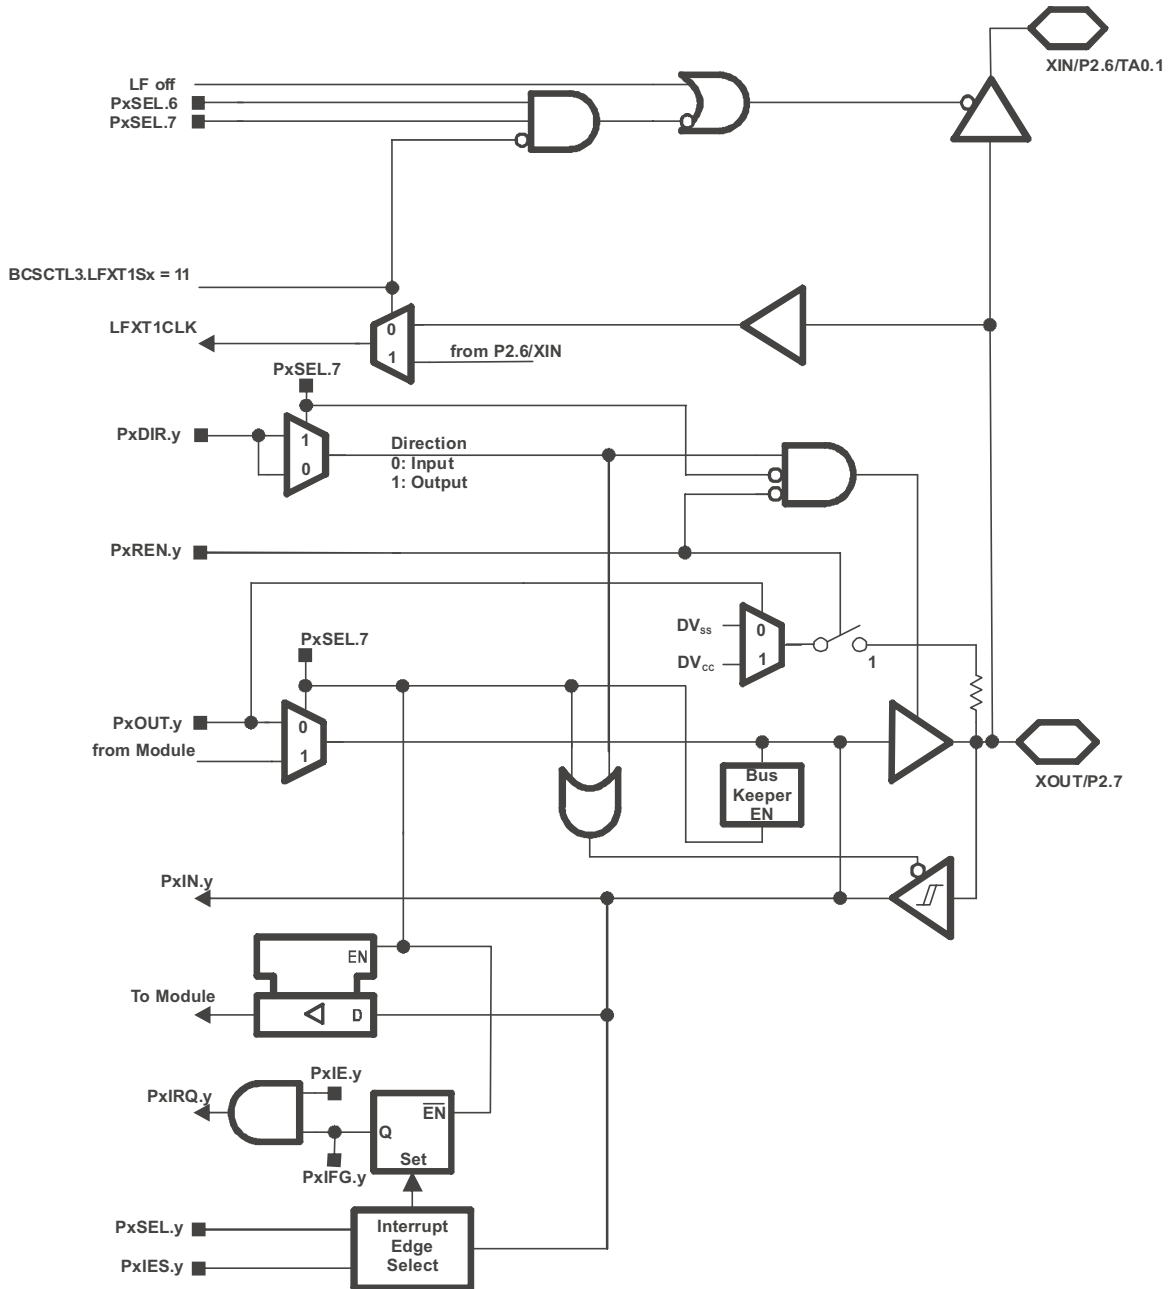 XIN/P2.6/TA0.1
LF off
PxSEL.6
PxSEL.7
BCSCTL3.LFXT1Sx = 11
LFXT1CLK
0
1
from P2.6/XIN
PxSEL.7
PxDIR.y
1
0
Direction
0: Input
1: Output
PxREN.y
DVSS
0
DVCC
1
1
PxSEL.7
PxOUT.y
0
from Module
1
Bus
Keeper
EN
XOUT/P2.7
PxIN.y
EN
To Module
D
PxIE.y
PxIRQ.y
EN
Q
Set
PxIFG.y
PxSEL.y
PxIES.y
Interrupt
Edge
Select